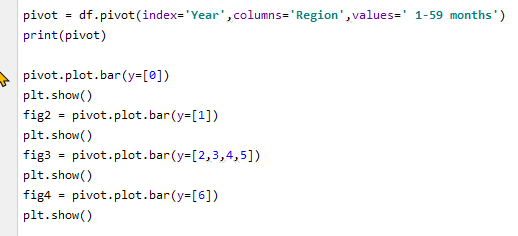 pivot = df.pivot(index='Year',columns='Region',values=' 1-59 months')
print(pivot)
pivot.plot.bar(y=[0])
plt.show()
fig2 = pivot.plot.bar(y=[1])
plt.show()
fig3 = pivot.plot.bar(y=[2,3,4,5])
plt.show()
fig4 = pivot.plot.bar(y=[6])
plt.show()